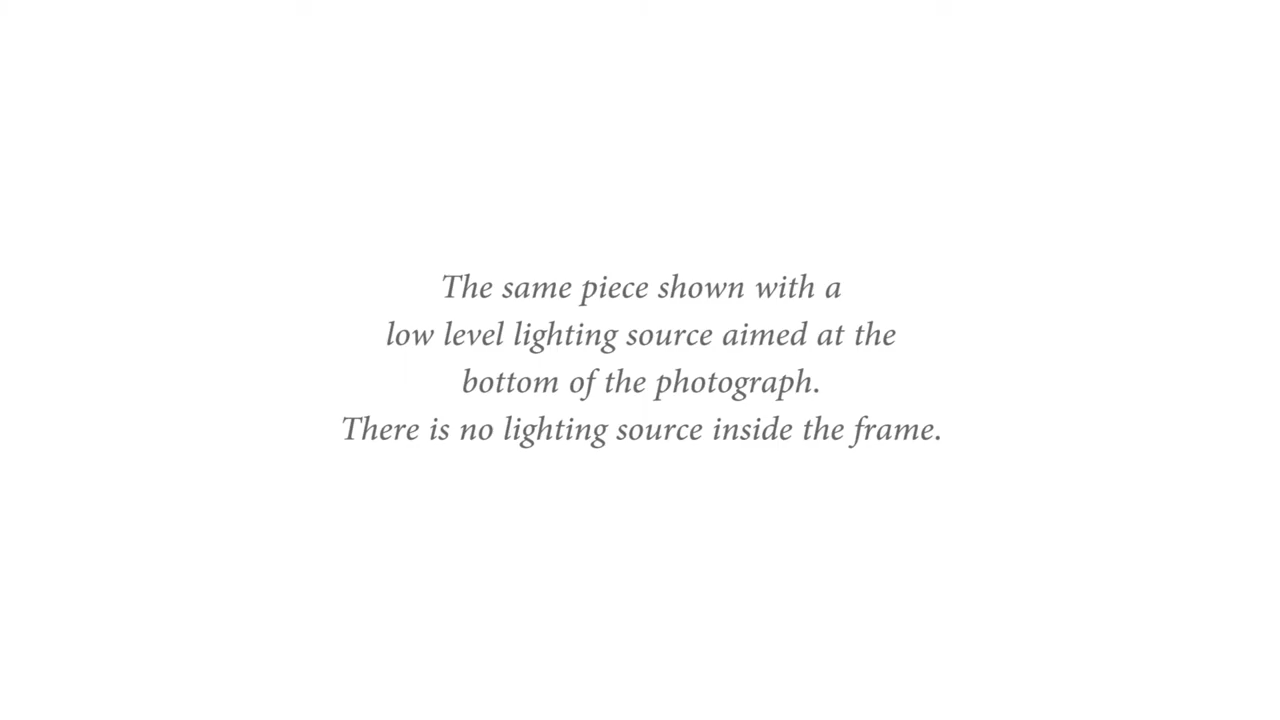 The same piece shown with a
low level lighting source aimed at the
bottom of the photograph.
There is no lighting source inside the frame.